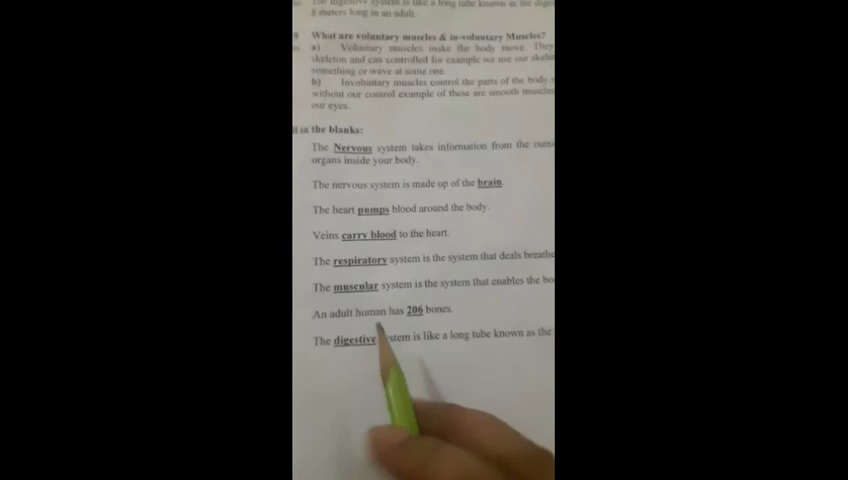 The digestive system is like a long tube known as the
8 meters long in an adult.
9 What are voluntary muscles & in-voluntary Muscles?
a) Voluntary muscles make the body move. They
skeleton and can controlled for example we use our
something or wave at some one.
b) Involuntary muscles control the parts of the body
without our control example of these are smooth muscles
our eyes.
in the blanks:
The Nervous system takes information from the
organs inside your body.
The nervous system is made up of the brain
The heart pumps blood around the body.
Veins carry blood to the heart.
The respiratory system is the system that deals
The muscular system is the system that enables the
An adult human has 206 bones.
The digestive system is like a long tube known as the